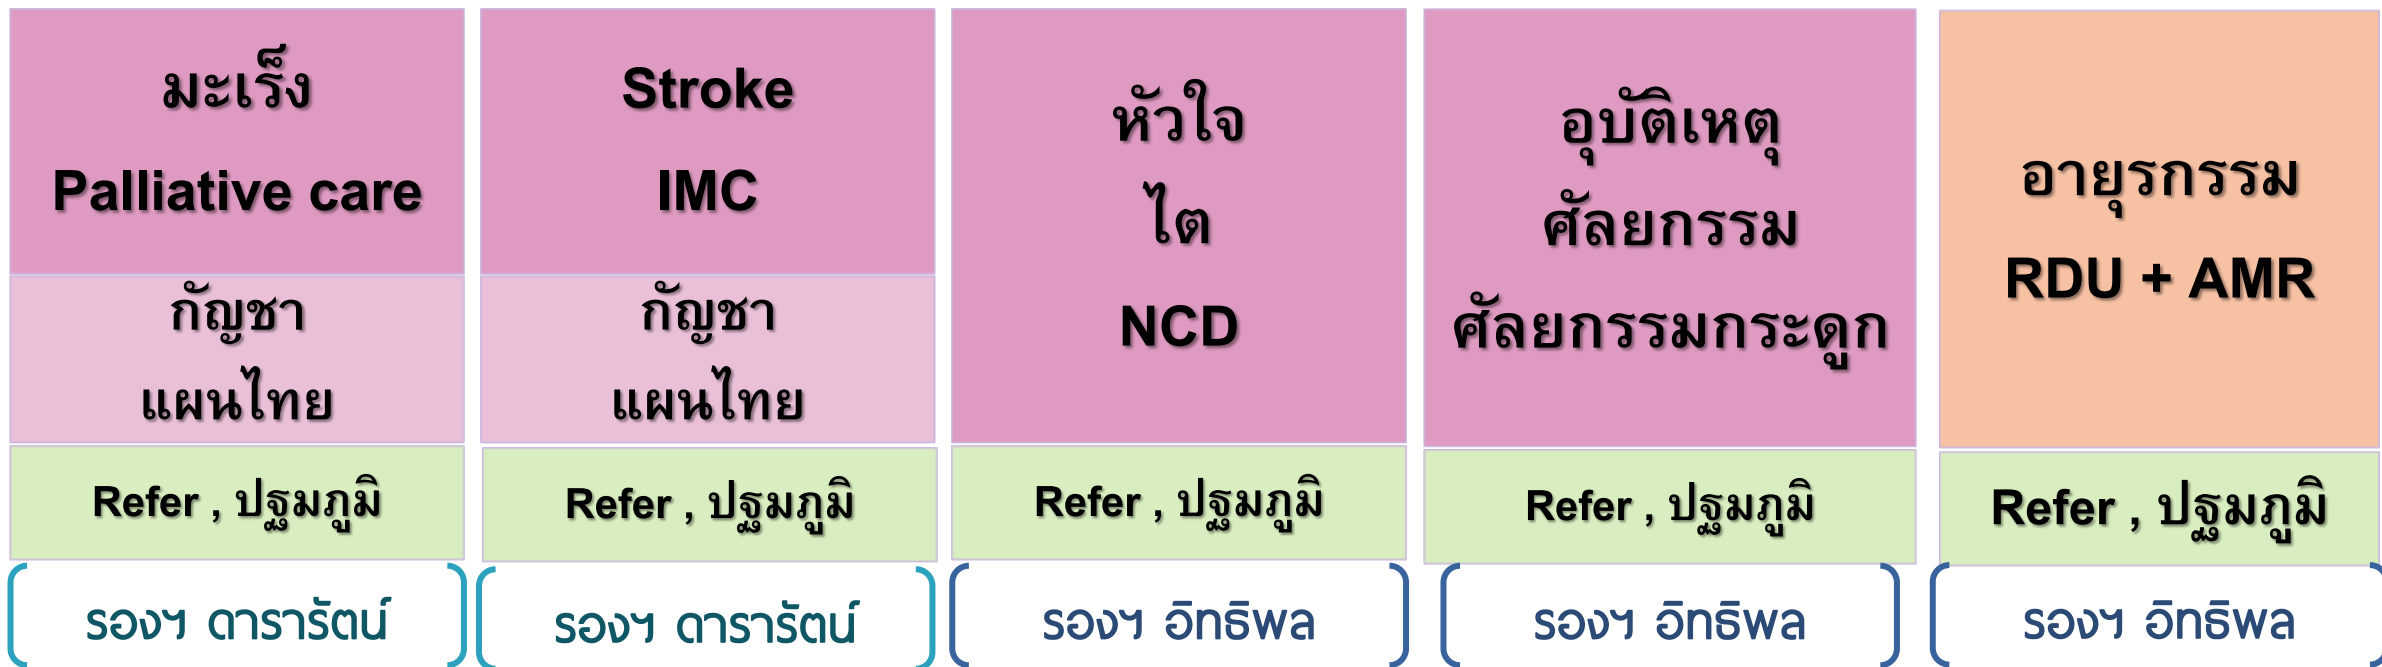 มะเร็ง
Palliative care
กัญชา
แผนไทย
Refer , ปฐมภูมิ
รองฯ ดารารัตน์
Stroke
IMC
กัญชา
แผนไทย
Refer , ปฐมภูมิ
รองฯ ดารารัตน์
หัวใจ
ไต
NCD
Refer , ปฐมภูมิ
รองฯ อิทธิพล
อุบัติเหตุ
ศัลยกรรม
ศัลยกรรมกระดูก
Refer , ปฐมภูมิ
รองฯ อิทธิพล
อายุรกรรม
RDU + AMR
Refer , ปฐมภูมิ
รองฯ อิทธิพล